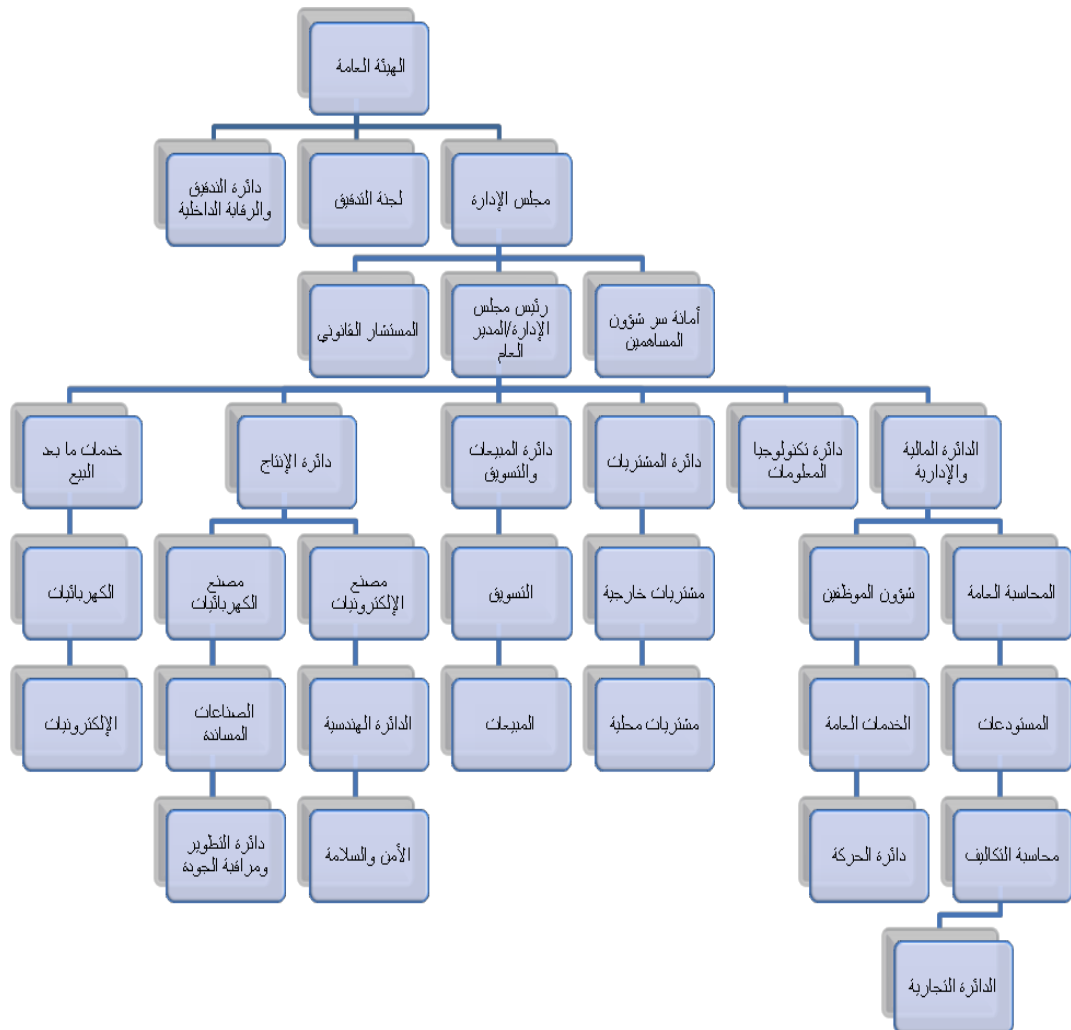 الهيئة العامة
مجلس الإدارة
لجنة التدقيق
دائرة التدقيق
والرقابة الداخلية
أمانة سر شؤون
المساهمين
رئيس مجلس
الإدارة/المدير
العام
المستشار القانوني
الدائرة المالية
والإدارية
دائرة تكنولوجيا
المعلومات
دائرة المشتريات
دائرة المبيعات
والتسويق
دائرة الإنتاج
خدمات ما بعد
البيع
المحاسبة العامة
شؤون الموظفين
مشتريات خارجية
التسويق
مصنع
الإلكترونيات
مصنع
الكهربائيات
الكهربائيات
المستودعات
الخدمات العامة
مشتريات محلية
المبيعات
الدائرة الهندسية
الصناعات
المساندة
الإلكترونيات
محاسبة التكاليف
دائرة الحركة
الأمن والسلامة
دائرة التطوير
ومراقبة الجودة
الدائرة التجارية